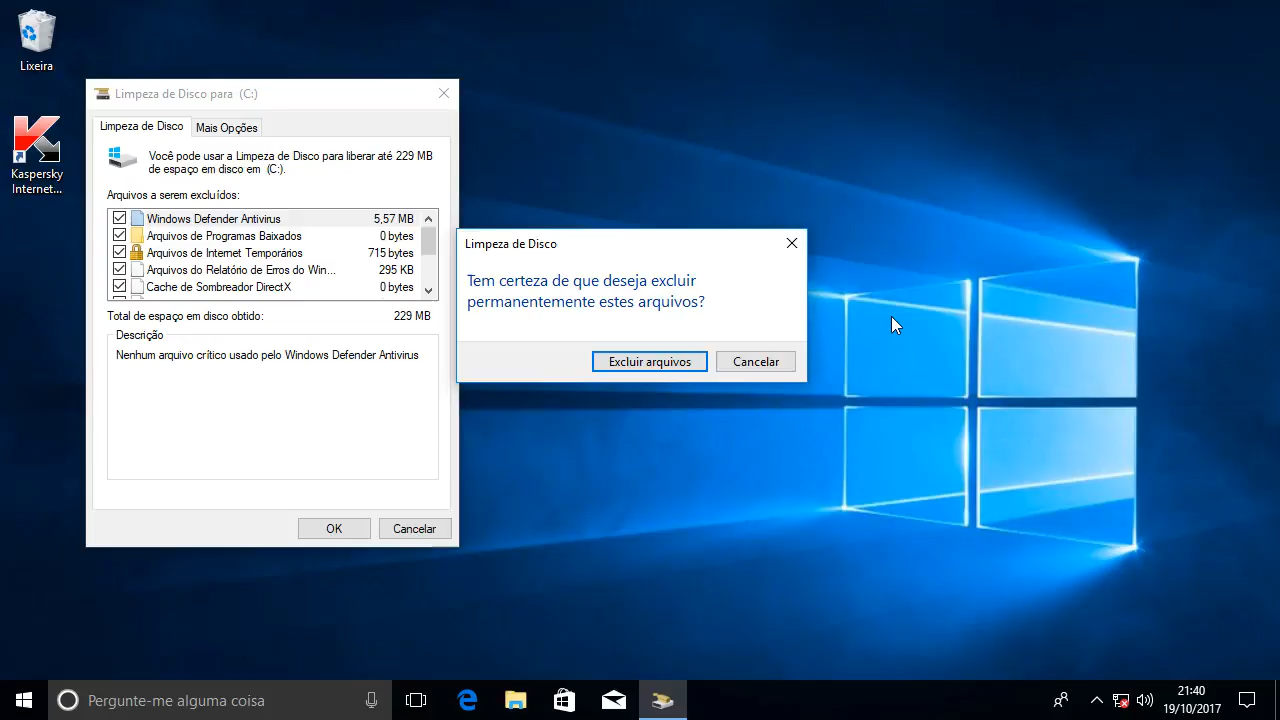 Lixeira
Kaspersky
Internet...
Limpeza de Disco para  (C:)
Limpeza de Disco
Mais Opções
Você pode usar a Limpeza de Disco para liberar até 229 MB
de espaço em disco em  (C:).
Arquivos a serem excluídos:
Windows Defender Antivirus 5,57 MB
Arquivos de Programas Baixados 0 bytes
Arquivos de Internet Temporários 715 bytes
Arquivos do Relatório de Erros do Win... 295 KB
Cache de Sombreador DirectX 0 bytes
Total de espaço em disco obtido: 229 MB
Descrição
Nenhum arquivo crítico usado pelo Windows Defender Antivirus
OK
Cancelar
Limpeza de Disco
Tem certeza de que deseja excluir
permanentemente estes arquivos?
Excluir arquivos
Cancelar
Pergunte-me alguma coisa
21:40
19/10/2017